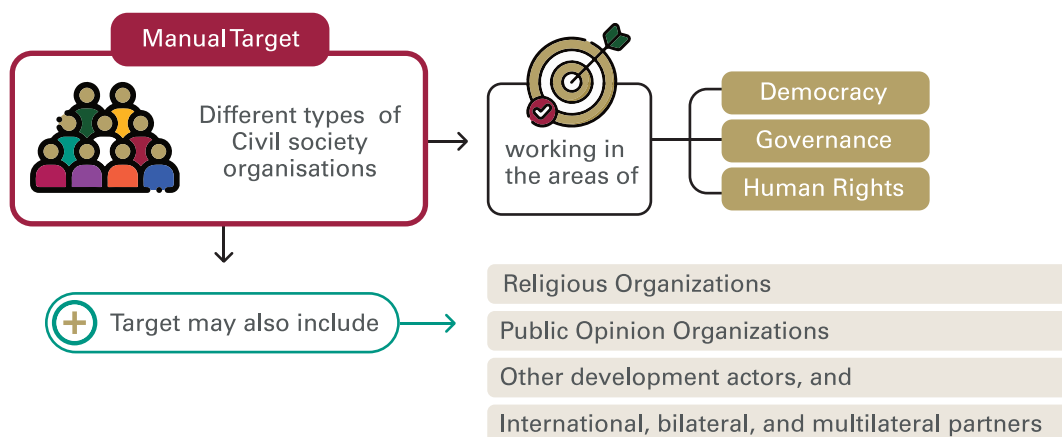 Manual Target
Different types of
Civil society
organisations
working in
the areas of
Democracy
Governance
Human Rights
Target may also include
Religious Organizations
Public Opinion Organizations
Other development actors, and
International, bilateral, and multilateral partners